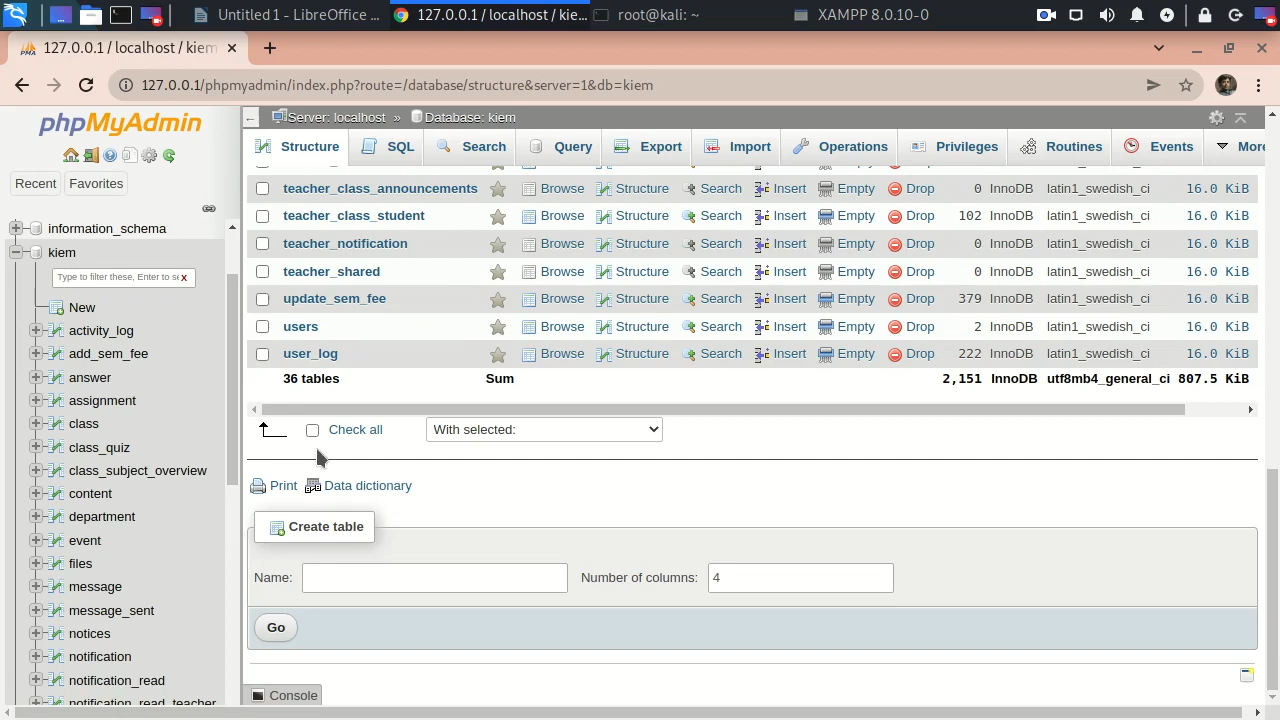 Untitled 1 - LibreOffice ...
127.0.0.1 / localhost / kie...
root@kali: ~
XAMPP 8.0.10-0
127.0.0.1 / localhost / kiem
127.0.0.1/phpmyadmin/index.php?route=/database/structure&server=1&db=kiem
phpMyAdmin
Recent
Favorites
information_schema
kiem
Type to filter these, Enter to se
X
New
activity_log
add_sem_fee
answer
assignment
class
class_quiz
class_subject_overview
content
department
event
files
message
message_sent
notices
notification
notification_read
notification_read_teacher
Server: localhost » Database: kiem
Structure SQL Search Query Export Import Operations Privileges Routines Events More
teacher_class_announcements Browse Structure Search Insert Empty Drop 0 InnoDB latin1_swedish_ci 16.0 KiB
teacher_class_student Browse Structure Search Insert Empty Drop 102 InnoDB latin1_swedish_ci 16.0 KiB
teacher_notification Browse Structure Search Insert Empty Drop 0 InnoDB latin1_swedish_ci 16.0 KiB
teacher_shared Browse Structure Search Insert Empty Drop 0 InnoDB latin1_swedish_ci 16.0 KiB
update_sem_fee Browse Structure Search Insert Empty Drop 379 InnoDB latin1_swedish_ci 16.0 KiB
users Browse Structure Search Insert Empty Drop 2 InnoDB latin1_swedish_ci 16.0 KiB
user_log Browse Structure Search Insert Empty Drop 222 InnoDB latin1_swedish_ci 16.0 KiB
36 tables Sum 2,151 InnoDB utf8mb4_general_ci 807.5 KiB
Check all With selected:
Print Data dictionary
Create table
Name: Number of columns: 4
Go
Console